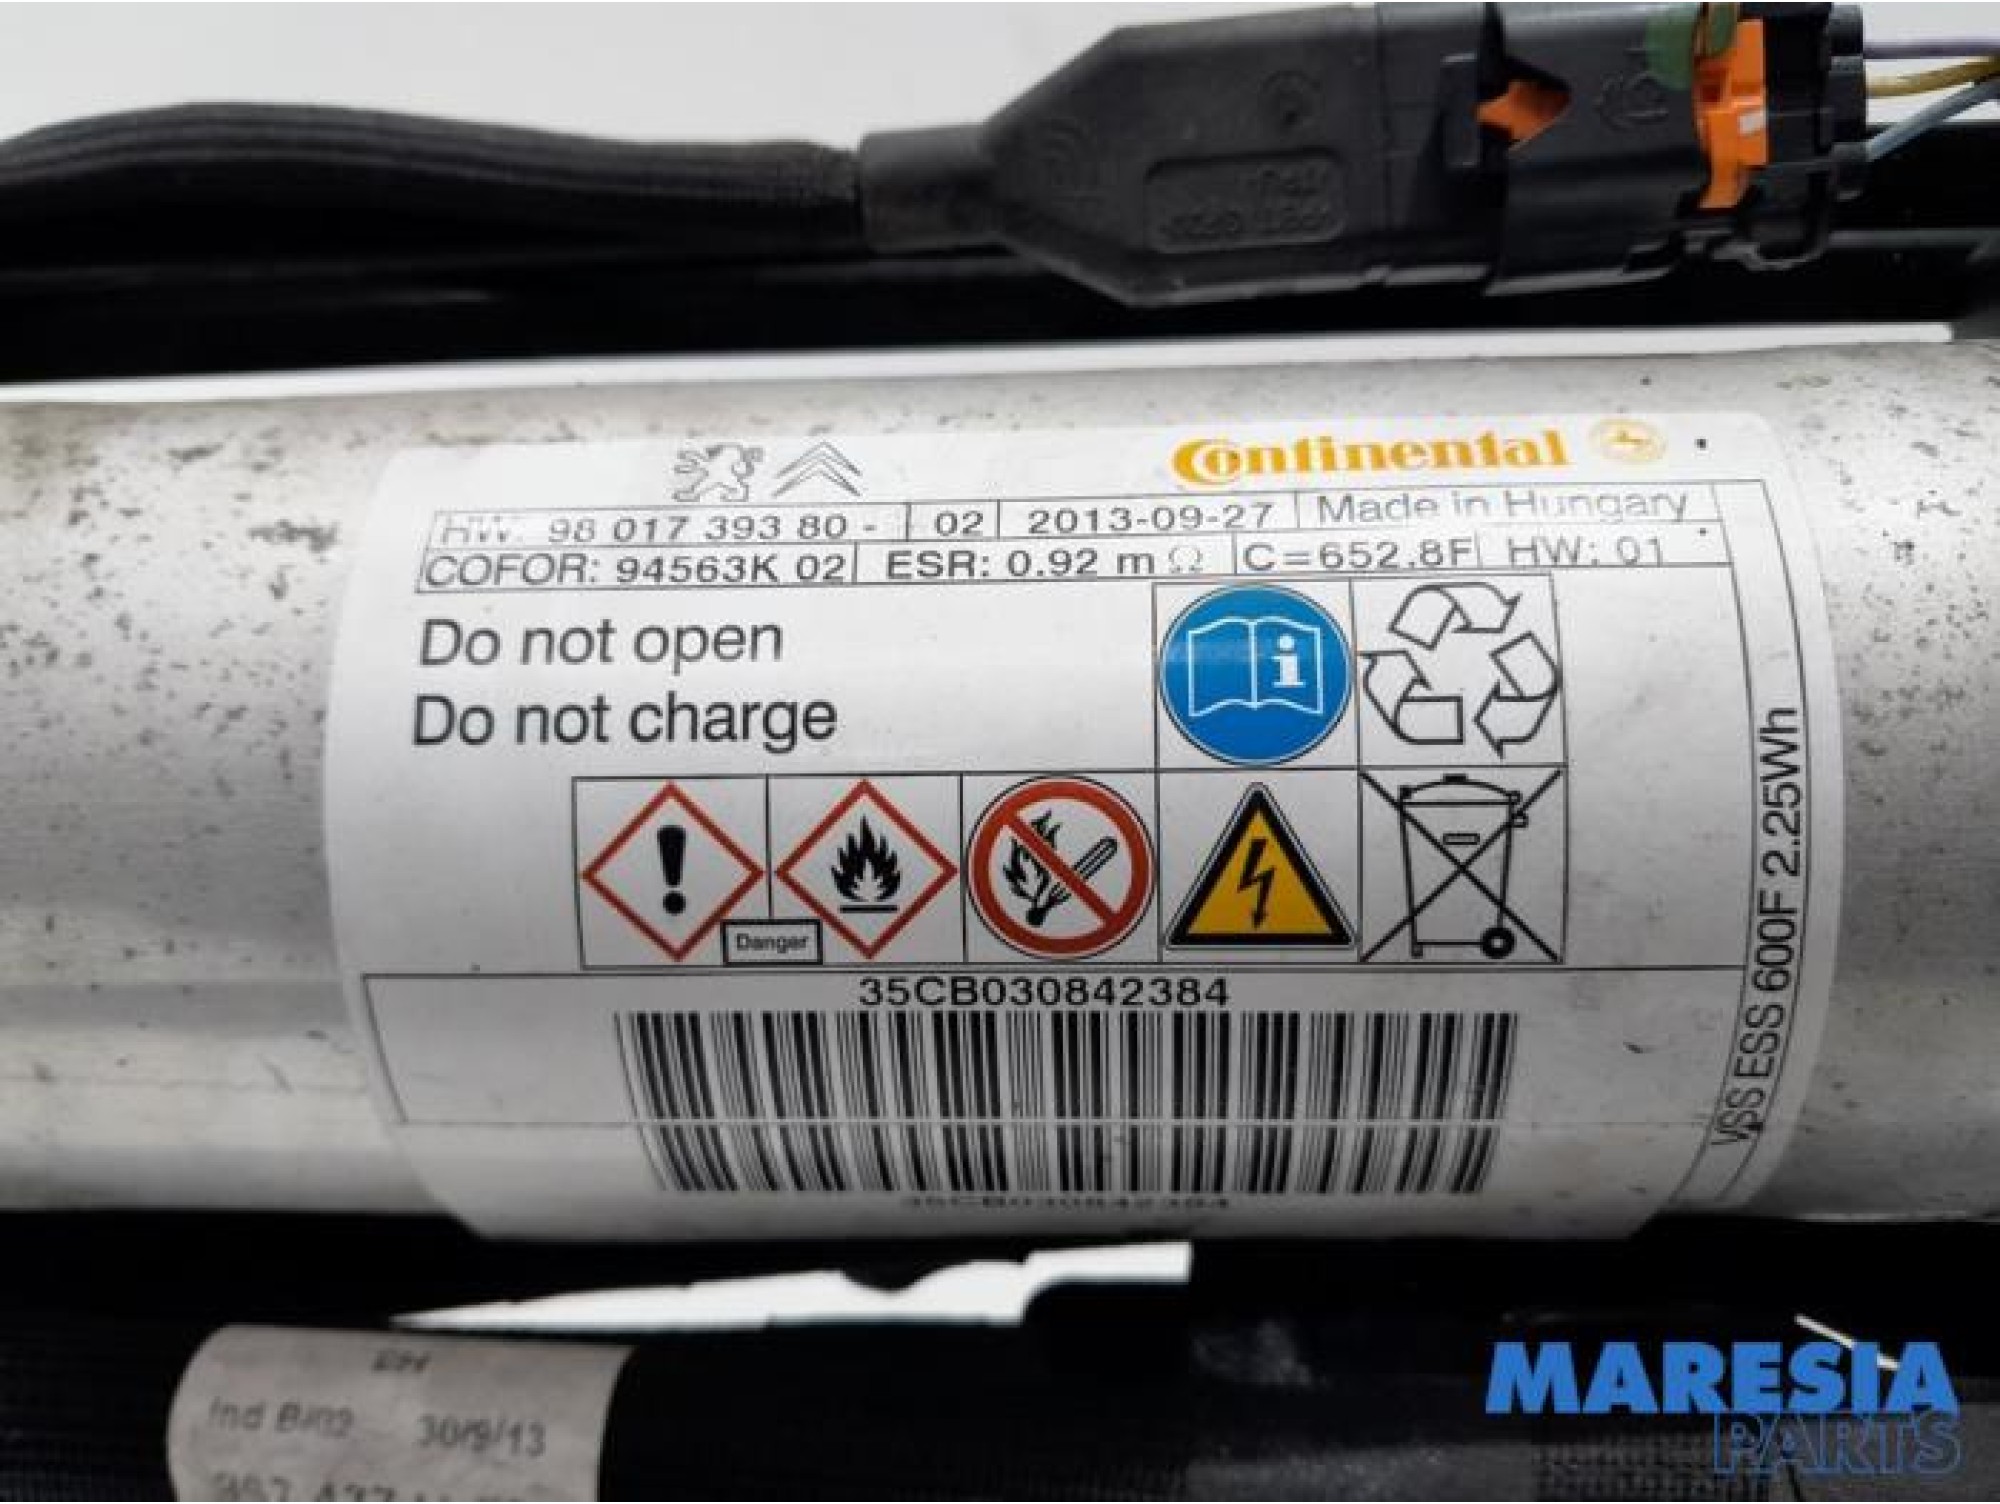 Continental
HW: 98 017 393 80 - 02 2013-09-27 Made in Hungary
COFOR: 94563K 02 ESR: 0.92 m Ω C=652.8F HW: 01
Do not open
Do not charge
i
Danger
VSS ESS 600F 2.25Wh
35CB030842384
35CB030842384
30/9/13
MARESIA
PARTS